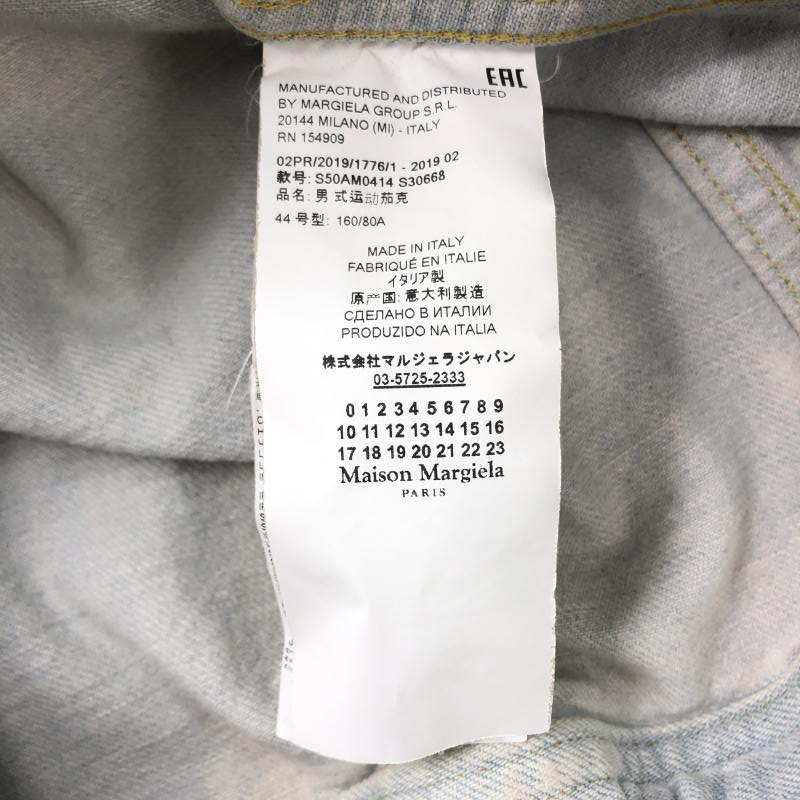 EAC
MANUFACTURED AND DISTRIBUTED
BY MARGIELA GROUP S.R.L.
20144 MILANO (MI) - ITALY
RN 154909
02PR/2019/1776/1 - 2019 02
款号: S50AM0414 S30668
品名: 男 式运动茄克
44 号型: 160/80A
MADE IN ITALY
FABRIQUÉ EN ITALIE
イタリア製
原产国: 意大利製造
СДЕЛАНО В ИТАЛИИ
PRODUZIDO NA ITALIA
株式会社マルジェラジャパン
03-5725-2333
0 1 2 3 4 5 6 7 8 9
10 11 12 13 14 15 16
17 18 19 20 21 22 23
Maison Margiela
PARIS